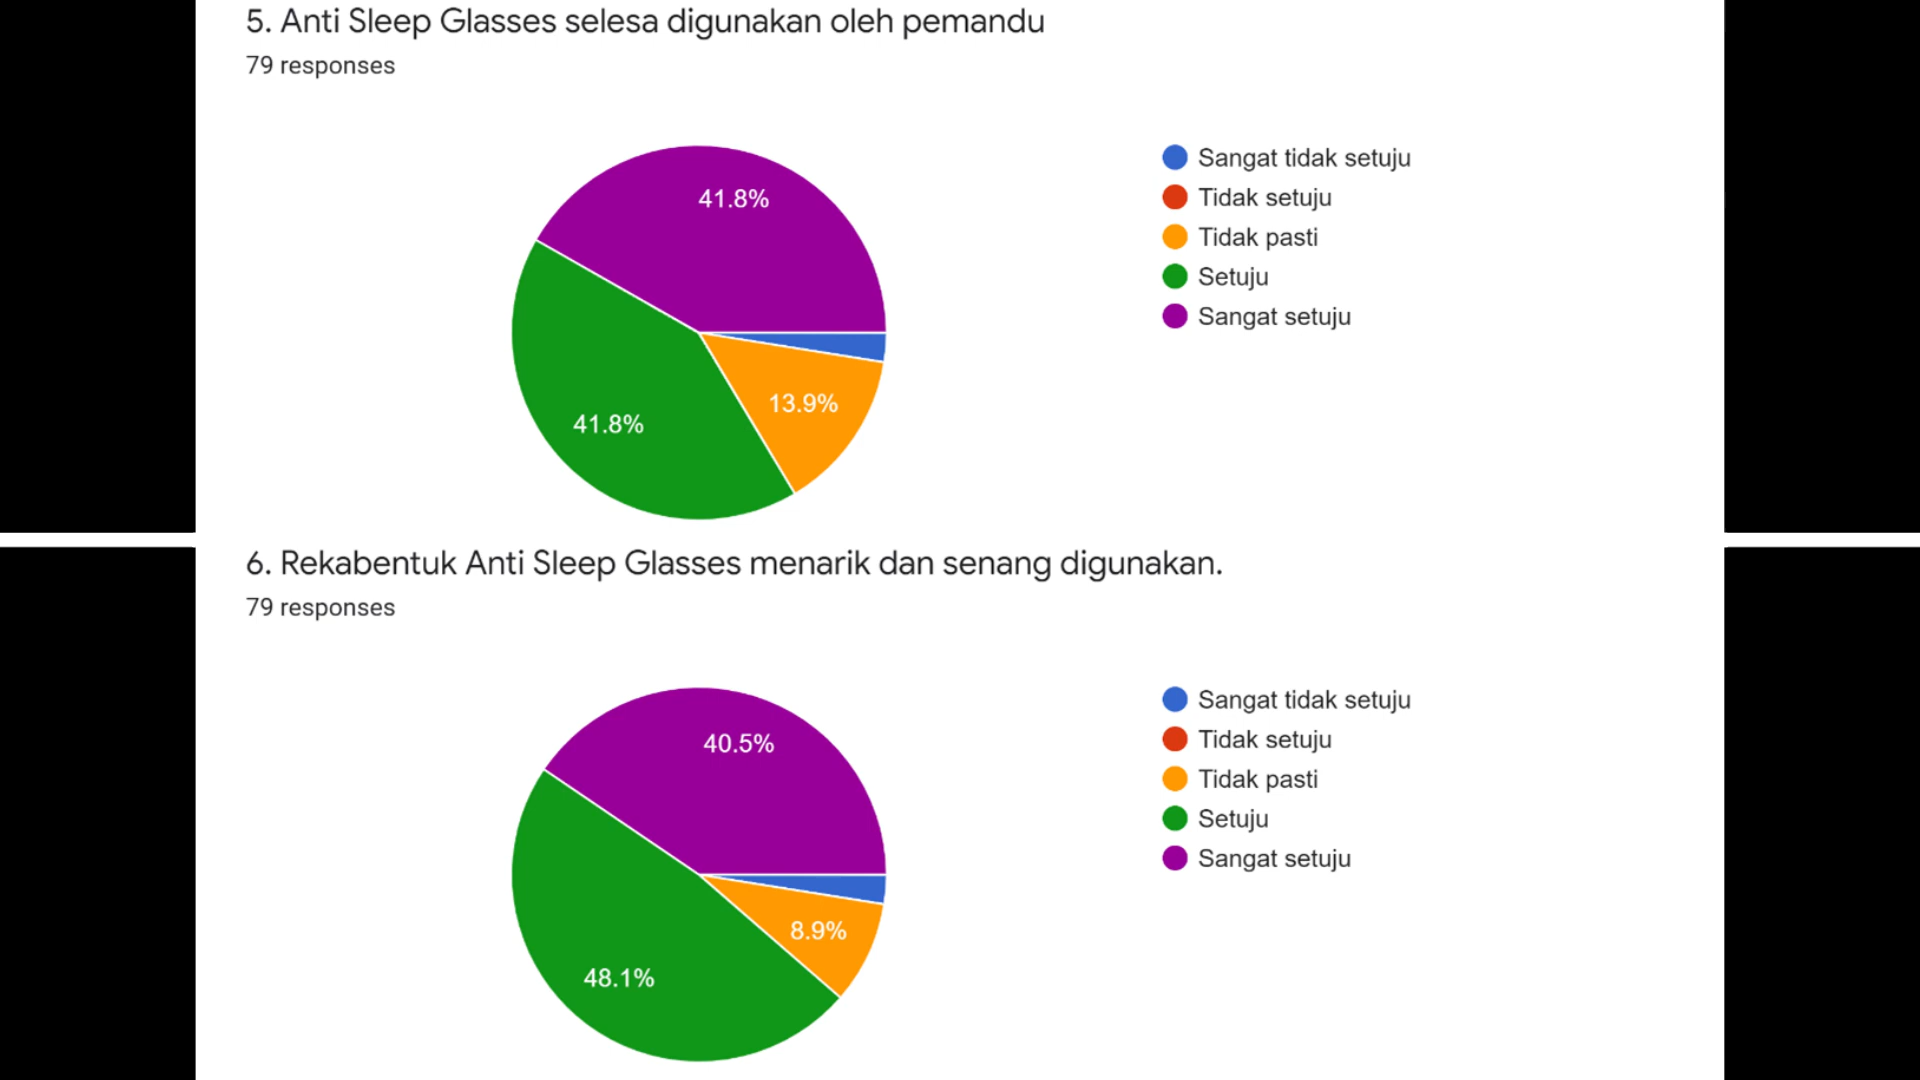 5. Anti Sleep Glasses selesa digunakan oleh pemandu
79 responses
41.8%
13.9%
41.8%
Sangat tidak setuju
Tidak setuju
Tidak pasti
Setuju
Sangat setuju
6. Rekabentuk Anti Sleep Glasses menarik dan senang digunakan.
79 responses
40.5%
8.9%
48.1%
Sangat tidak setuju
Tidak setuju
Tidak pasti
Setuju
Sangat setuju